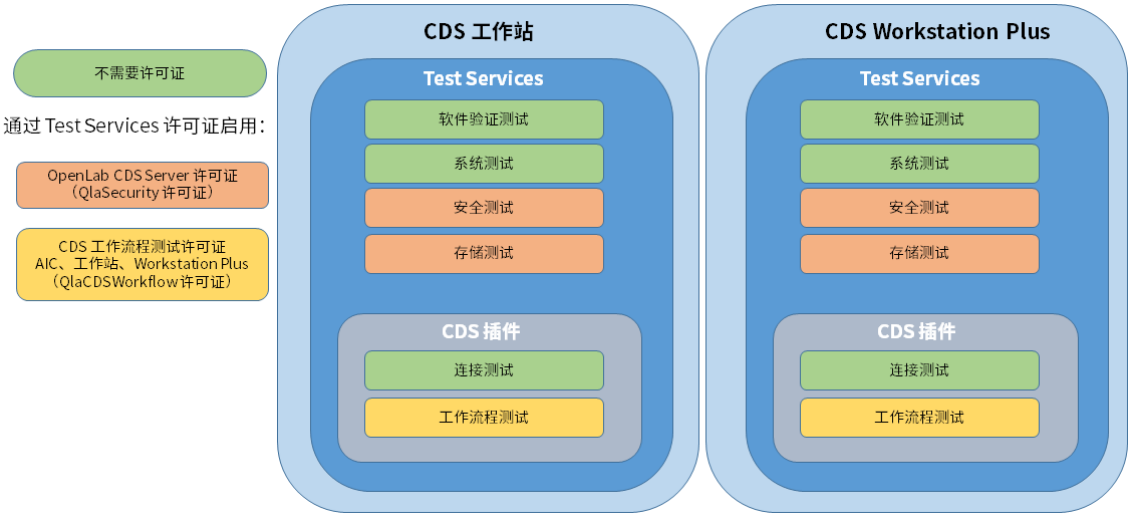 不需要许可证
通过 Test Services 许可证启用：
OpenLab CDS Server 许可证
（QlaSecurity 许可证）
CDS 工作流程测试许可证
AIC、工作站、Workstation Plus
（QlaCDSWorkflow 许可证）
CDS 工作站
Test Services
软件验证测试
系统测试
安全测试
存储测试
CDS 插件
连接测试
工作流程测试
CDS Workstation Plus
Test Services
软件验证测试
系统测试
安全测试
存储测试
CDS 插件
连接测试
工作流程测试